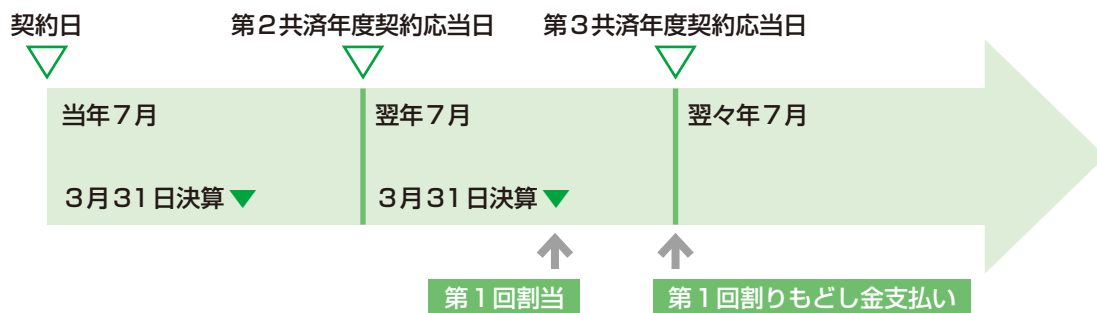 契約日
第2共済年度契約応当日
第3共済年度契約応当日
当年7月
翌年7月
翌々年7月
3月31日決算▼
3月31日決算▼
第1回割当
第1回割りもどし金支払い